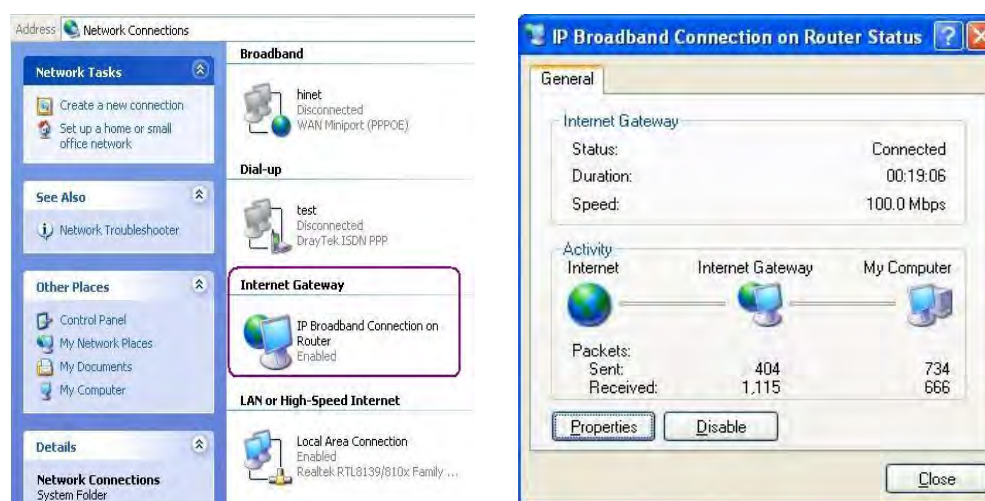 Address Network Connections
Network Tasks
Create a new connection
Set up a home or small
office network
See Also
Network Troubleshooter
Other Places
Control Panel
My Network Places
My Documents
My Computer
Details
Network Connections
System Folder
Broadband
hinet
Disconnected
WAN Miniport (PPPOE)
Dial-up
test
Disconnected
DrayTek ISDN PPP
Internet Gateway
IP Broadband Connection on
Router
Enabled
LAN or High-Speed Internet
Local Area Connection
Enabled
Realtek RTL8139/810x Family ...
IP Broadband Connection on Router Status
General
Internet Gateway
Status: Connected
Duration: 00:19:06
Speed: 100.0 Mbps
Activity
Internet Internet Gateway My Computer
Packets:
Sent: 404 734
Received: 1,115 666
Properties Disable
Close